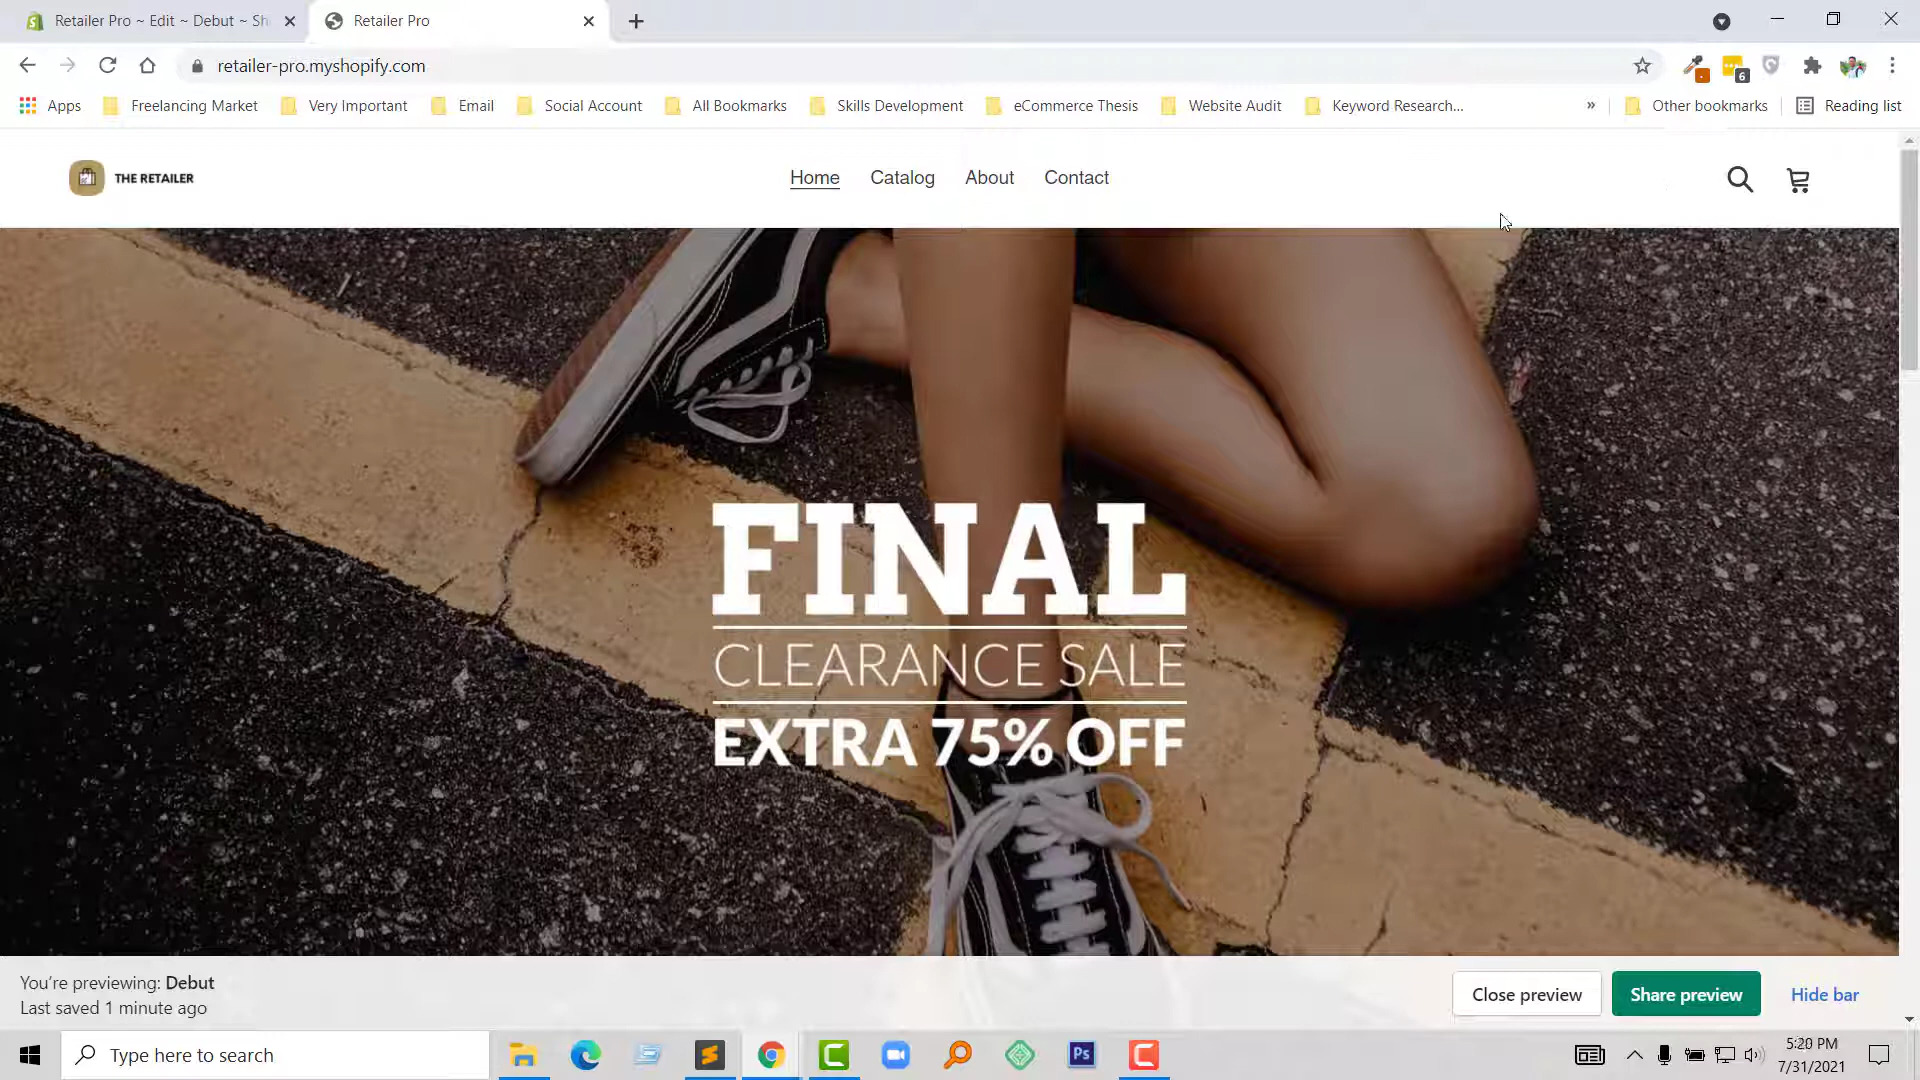 Retailer Pro ~ Edit ~ Debut ~ Sh
Retailer Pro
retailer-pro.myshopify.com
6
Apps
Freelancing Market
Very Important
Email
Social Account
All Bookmarks
Skills Development
eCommerce Thesis
Website Audit
Keyword Research...
»
Other bookmarks
Reading list
THE RETAILER
Home
Catalog
About
Contact
FINAL
CLEARANCE SALE
EXTRA 75% OFF
You're previewing: Debut
Last saved 1 minute ago
Close preview
Share preview
Hide bar
Type here to search
Ps
5:20 PM
7/31/2021